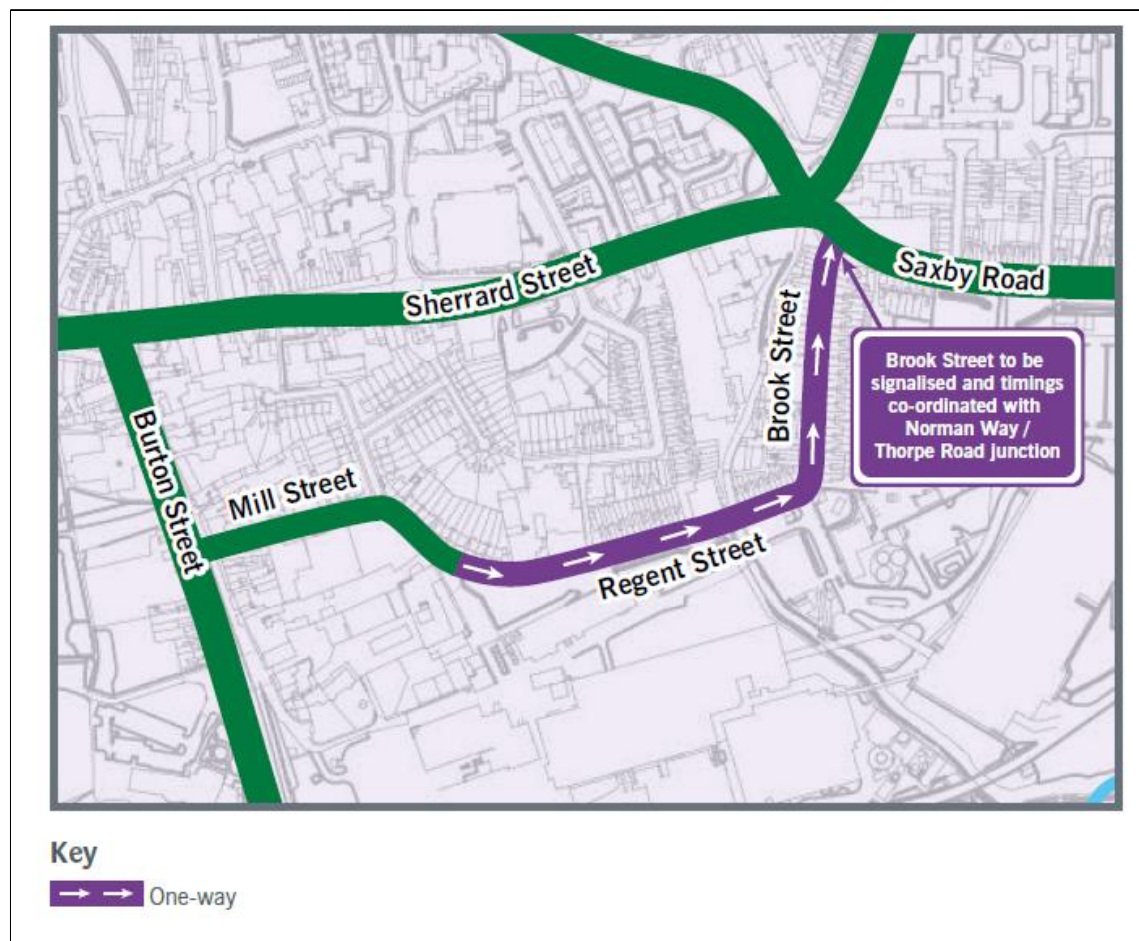 Sherrard Street
Saxby Road
Brook Street
Brook Street to be
signalised and timings
co-ordinated with
Norman Way /
Thorpe Road junction
Burton Street
Mill Street
Regent Street
Key
One-way